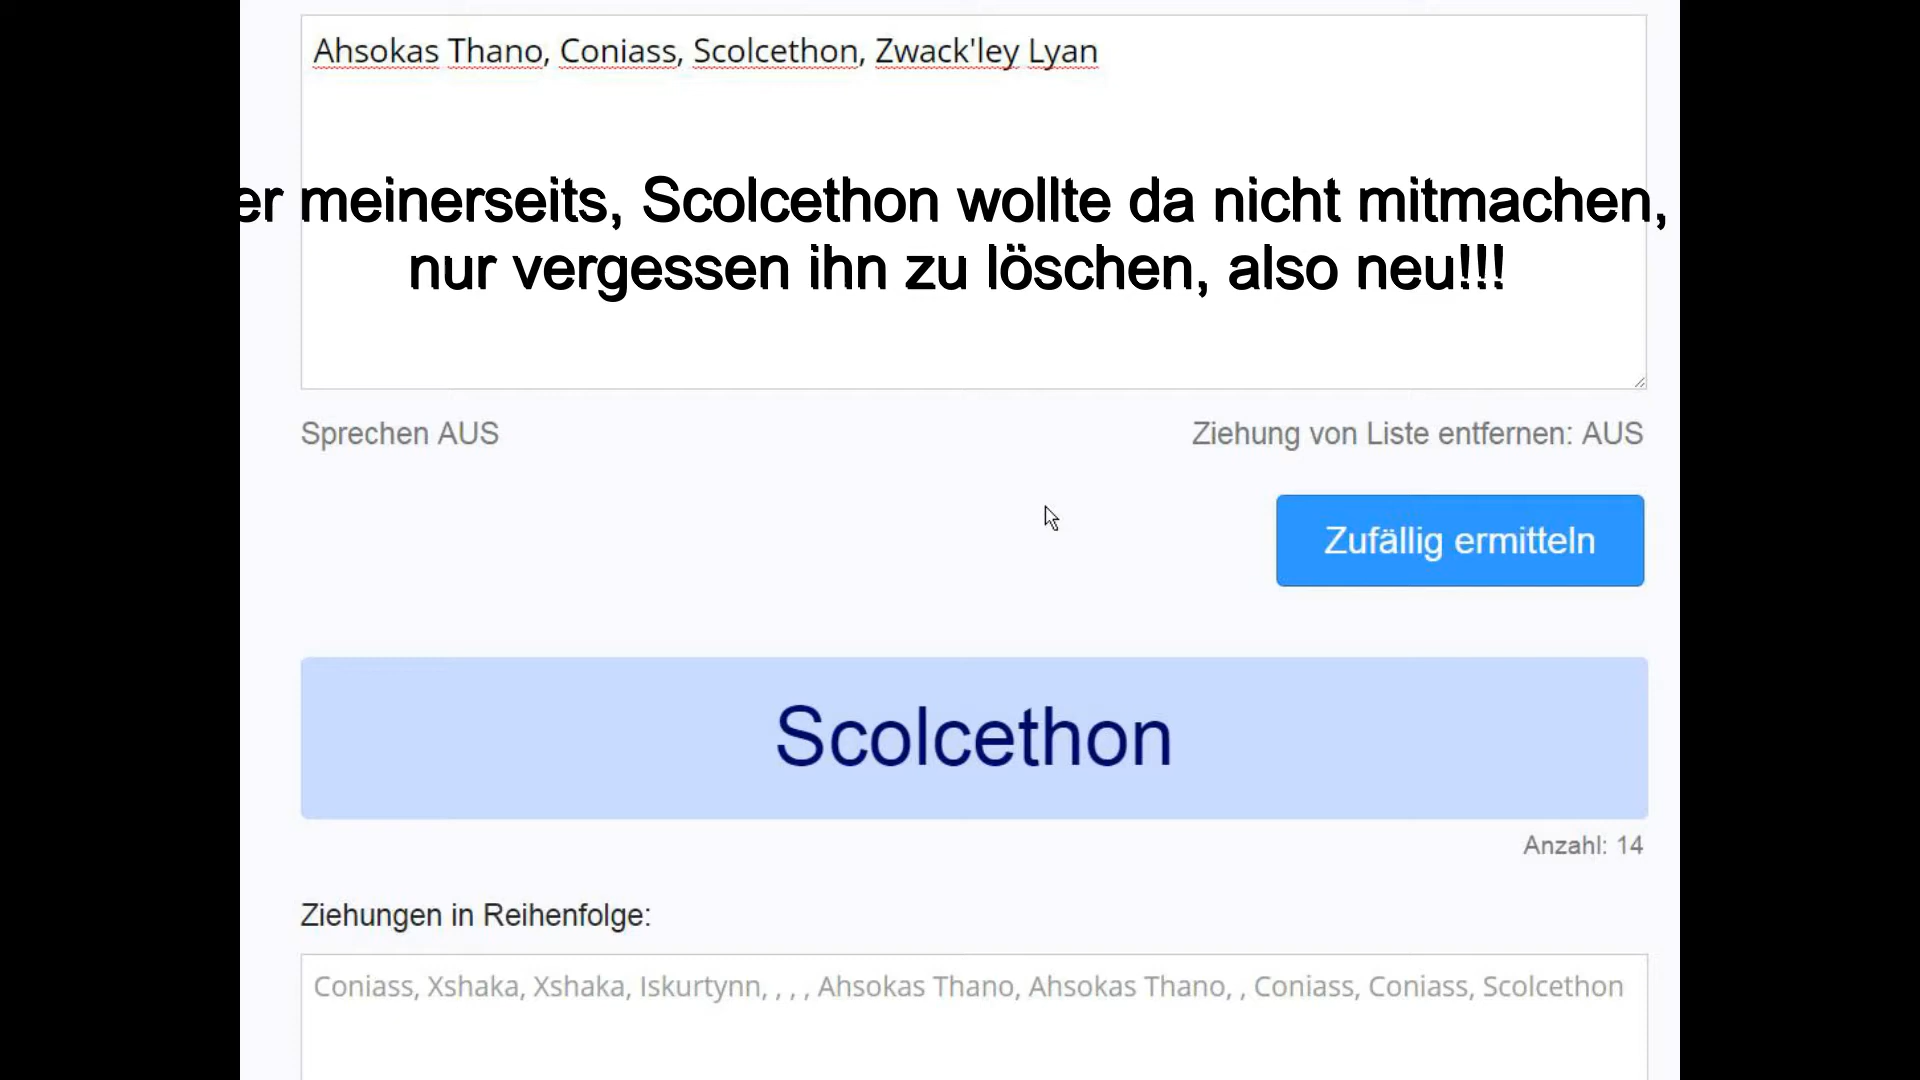 Ahsokas Thano, Coniass, Scolcethon, Zwack'ley Lyan
er meinerseits, Scolcethon wollte da nicht mitmachen,
nur vergessen ihn zu löschen, also neu!!!
Sprechen AUS
Ziehung von Liste entfernen: AUS
Zufällig ermitteln
Scolcethon
Anzahl: 14
Ziehungen in Reihenfolge:
Coniass, Xshaka, Xshaka, Iskurtynn, , , , Ahsokas Thano, Ahsokas Thano, , Coniass, Coniass, Scolcethon